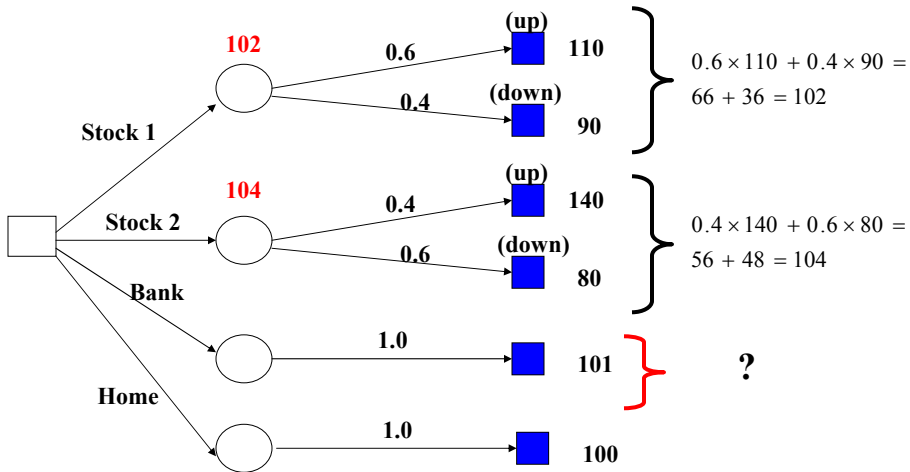 (up)
102
0.6
110
0.6 × 110 + 0.4 × 90 =
66 + 36 = 102
0.4
(down)
90
Stock 1
(up)
104
0.4
140
Stock 2
0.4 × 140 + 0.6 × 80 =
56 + 48 = 104
0.6
(down)
80
Bank
1.0
101
?
Home
1.0
100